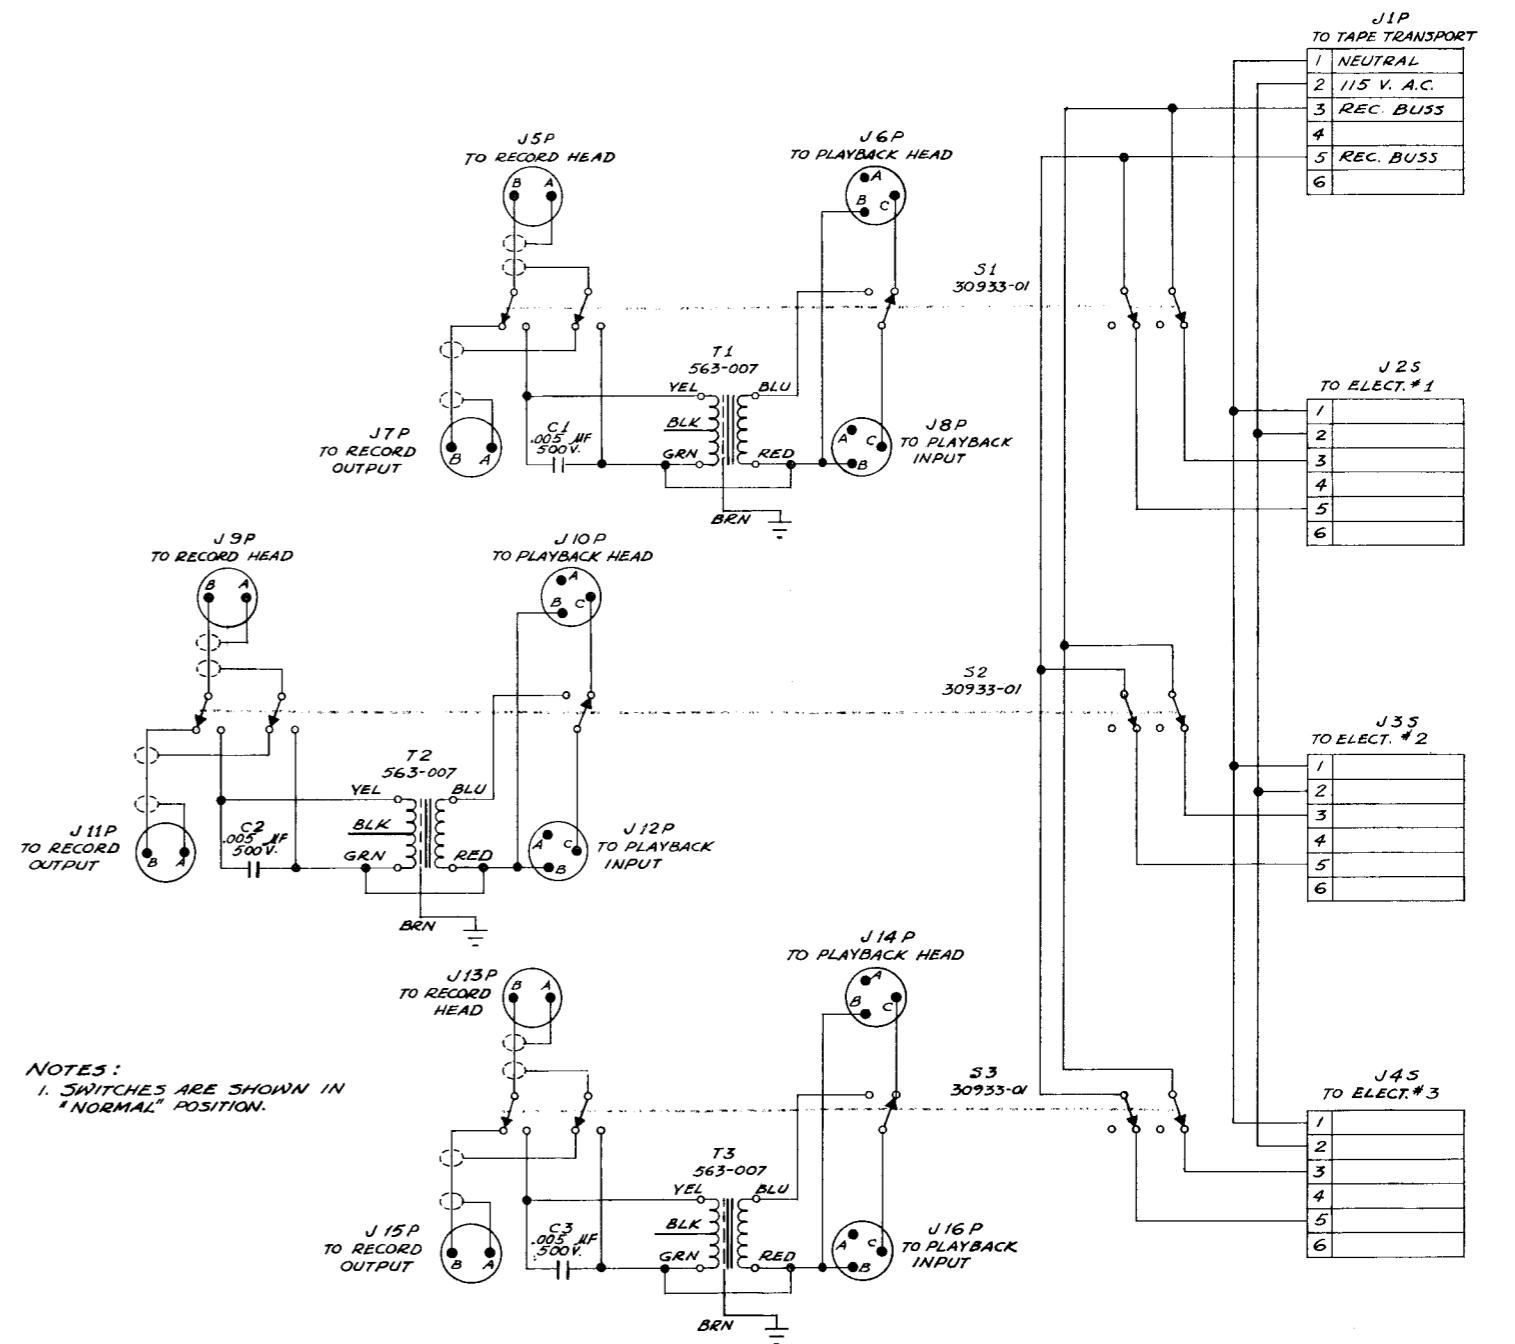 J1P
TO TAPE TRANSPORT
1 NEUTRAL
2 115 V. A.C.
3 REC. BUSS
4
5 REC. BUSS
6
J5P
TO RECORD HEAD
B A
J6P
TO PLAYBACK HEAD
A
B C
S1
30933-01
T1
563-007
YEL BLU
BLK
GRN RED
BRN
C1
.005 µF
500V.
J7P
TO RECORD
OUTPUT
B A
J8P
TO PLAYBACK
INPUT
A C
B
J2S
TO ELECT. #1
1
2
3
4
5
6
J9P
TO RECORD HEAD
B A
J10P
TO PLAYBACK HEAD
A
B C
S2
30933-01
T2
563-007
YEL BLU
BLK
GRN RED
BRN
C2
.005 µF
500V.
J11P
TO RECORD
OUTPUT
B A
J12P
TO PLAYBACK
INPUT
A C
B
J3S
TO ELECT. #2
1
2
3
4
5
6
J13P
TO RECORD
HEAD
B A
J14P
TO PLAYBACK HEAD
A
B C
NOTES:
1. SWITCHES ARE SHOWN IN
"NORMAL" POSITION.
S3
30933-01
T3
563-007
YEL BLU
BLK
GRN RED
BRN
C3
.005 µF
500V.
J15P
TO RECORD
OUTPUT
B A
J16P
TO PLAYBACK
INPUT
A C
B
J4S
TO ELECT. #3
1
2
3
4
5
6